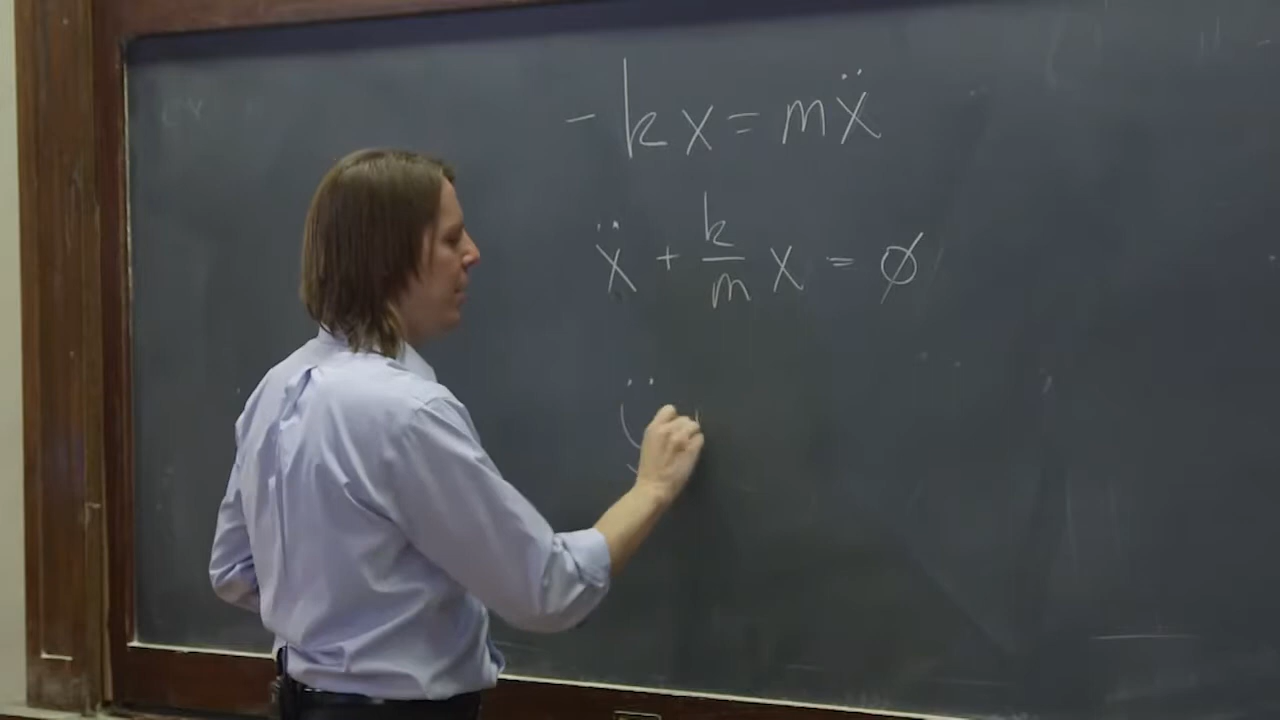 -kx = mẍ
ẍ + k/m x = ∅
ÿ